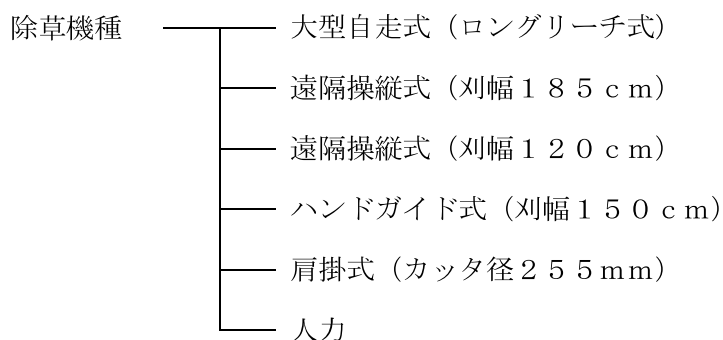 除草機種 大型自走式（ロングリーチ式）
遠隔操縦式（刈幅１８５ｃｍ）
遠隔操縦式（刈幅１２０ｃｍ）
ハンドガイド式（刈幅１５０ｃｍ）
肩掛式（カッタ径２５５ｍｍ）
人力